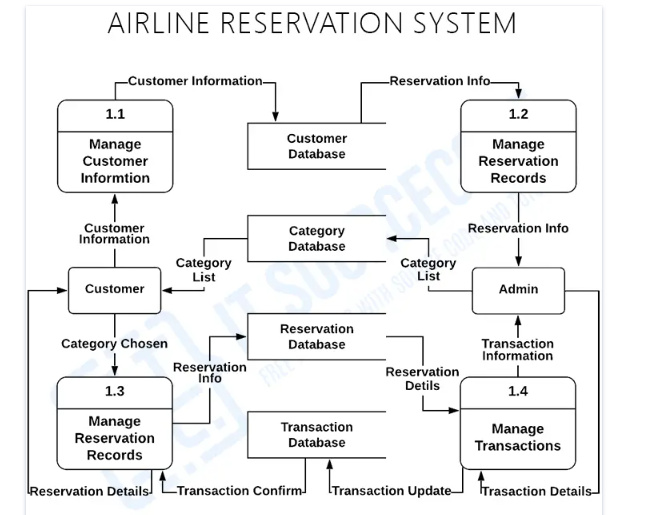 AIRLINE RESERVATION SYSTEM
Customer Information
Reservation Info
1.1
Manage
Customer
Informtion
Customer
Database
1.2
Manage
Reservation
Records
Customer
Information
Category
Database
Reservation Info
Category
List
Category
List
Customer
Admin
Category Chosen
Reservation
Database
Transaction
Information
Reservation
Info
Reservation
Detils
1.3
Manage
Reservation
Records
Transaction
Database
1.4
Manage
Transactions
Reservation Details
Transaction Confirm
Transaction Update
Trasaction Details
IT SOURCECO